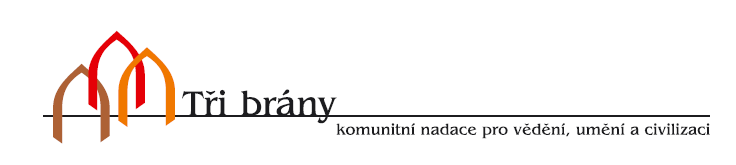 Tři brány
komunitní nadace pro vědění, umění a civilizaci